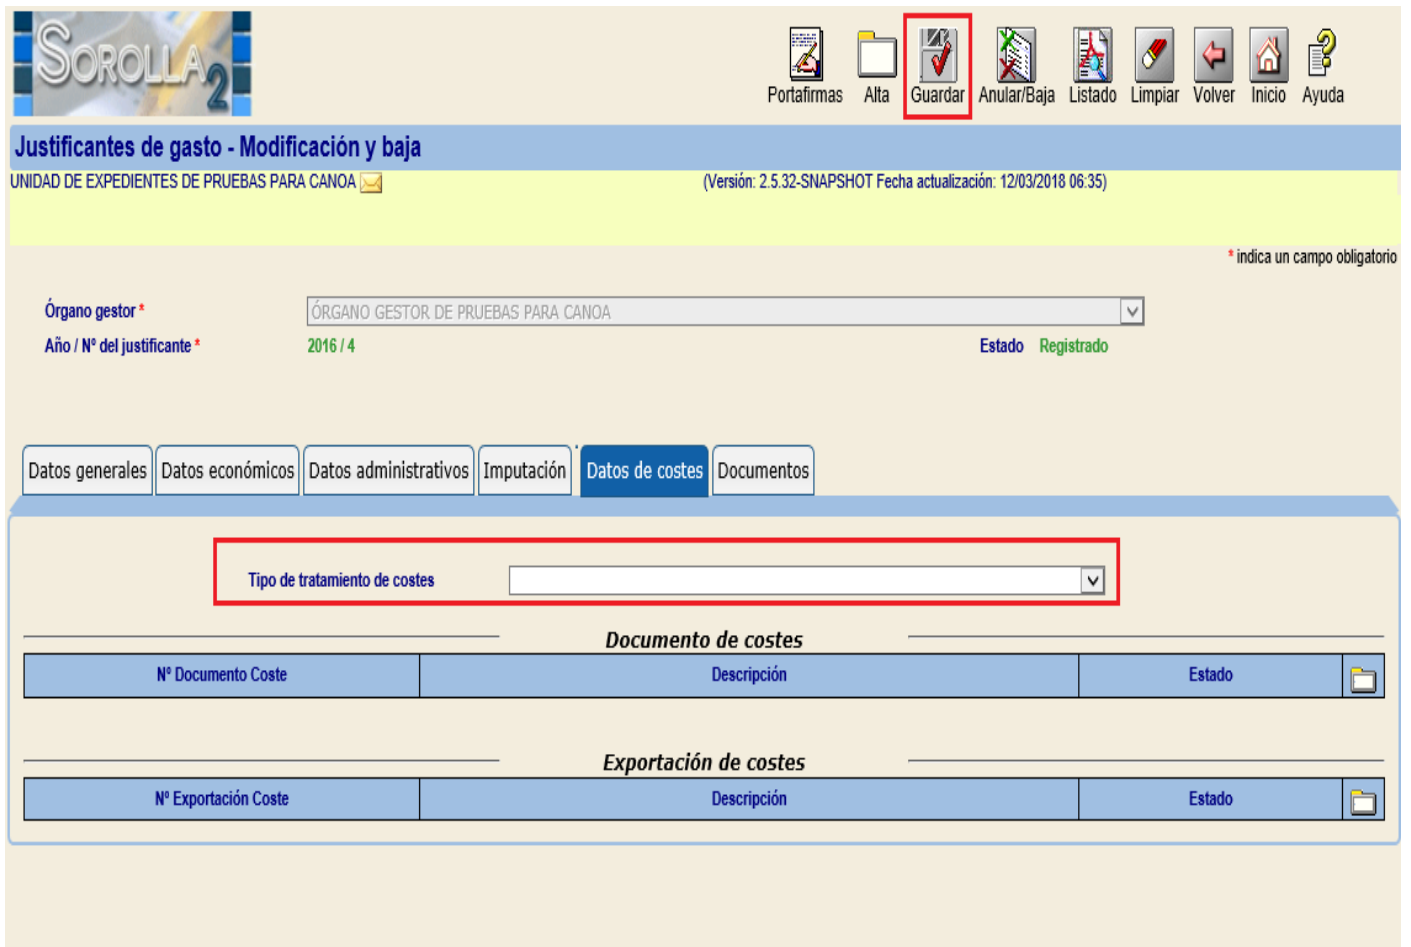 SOROLLA2
Portafirmas Alta Guardar Anular/Baja Listado Limpiar Volver Inicio Ayuda
Justificantes de gasto - Modificación y baja
UNIDAD DE EXPEDIENTES DE PRUEBAS PARA CANOA (Versión: 2.5.32-SNAPSHOT Fecha actualización: 12/03/2018 06:35)
* indica un campo obligatorio
Órgano gestor * ÓRGANO GESTOR DE PRUEBAS PARA CANOA
Año / Nº del justificante * 2016 / 4 Estado Registrado
Datos generales Datos económicos Datos administrativos Imputación Datos de costes Documentos
Tipo de tratamiento de costes
Documento de costes
Nº Documento Coste Descripción Estado
Exportación de costes
Nº Exportación Coste Descripción Estado